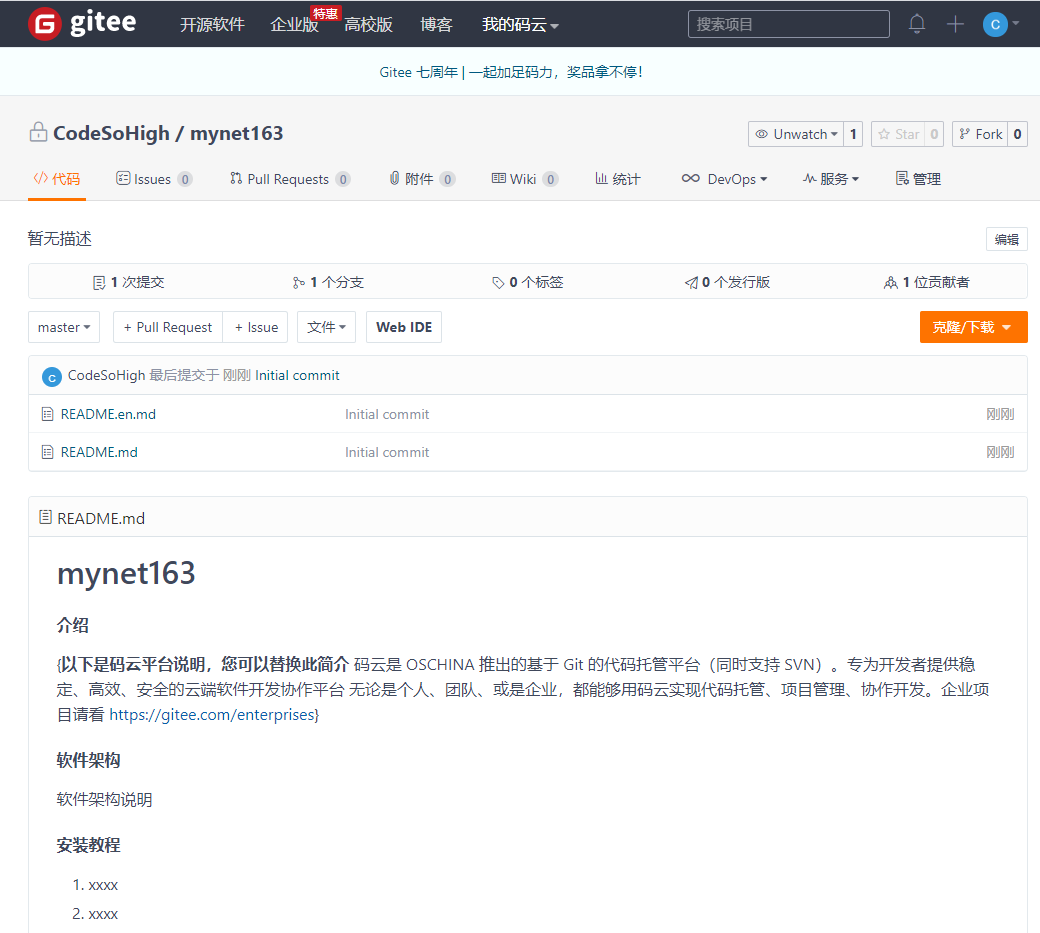 gitee 开源软件 企业版 特惠 高校版 博客 我的码云 搜索项目 C
Gitee 七周年 | 一起加足码力，奖品拿不停！
CodeSoHigh / mynet163 Unwatch 1 Star 0 Fork 0
代码 Issues 0 Pull Requests 0 附件 0 Wiki 0 统计 DevOps 服务 管理
暂无描述 编辑
1 次提交 1 个分支 0 个标签 0 个发行版 1 位贡献者
master + Pull Request + Issue 文件 Web IDE 克隆/下载
C CodeSoHigh 最后提交于 刚刚 Initial commit
README.en.md Initial commit 刚刚
README.md Initial commit 刚刚
README.md
mynet163
介绍
{以下是码云平台说明，您可以替换此简介 码云是 OSCHINA 推出的基于 Git 的代码托管平台（同时支持 SVN）。专为开发者提供稳
定、高效、安全的云端软件开发协作平台 无论是个人、团队、或是企业，都能够用码云实现代码托管、项目管理、协作开发。企业项
目请看 https://gitee.com/enterprises}
软件架构
软件架构说明
安装教程
1. xxxx
2. xxxx